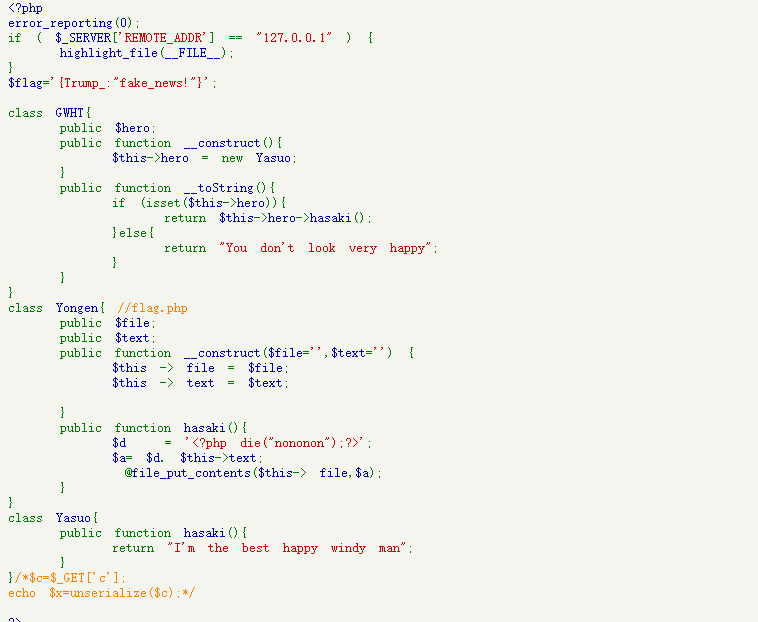 <?php
error_reporting(0);
if ( $_SERVER['REMOTE_ADDR'] == "127.0.0.1" ) {
highlight_file(__FILE__);
}
$flag='{Trump_:"fake_news!"}';
class GWHT{
public $hero;
public function __construct(){
$this->hero = new Yasuo;
}
public function __toString(){
if (isset($this->hero)){
return $this->hero->hasaki();
}else{
return "You don't look very happy";
}
}
}
class Yongen{ //flag.php
public $file;
public $text;
public function __construct($file='',$text='') {
$this -> file = $file;
$this -> text = $text;
}
public function hasaki(){
$d = '<?php die("nononon");?>';
$a= $d. $this->text;
@file_put_contents($this-> file,$a);
}
}
class Yasuo{
public function hasaki(){
return "I'm the best happy windy man";
}
}/*$c=$_GET['c'];
echo $x=unserialize($c);*/
?>